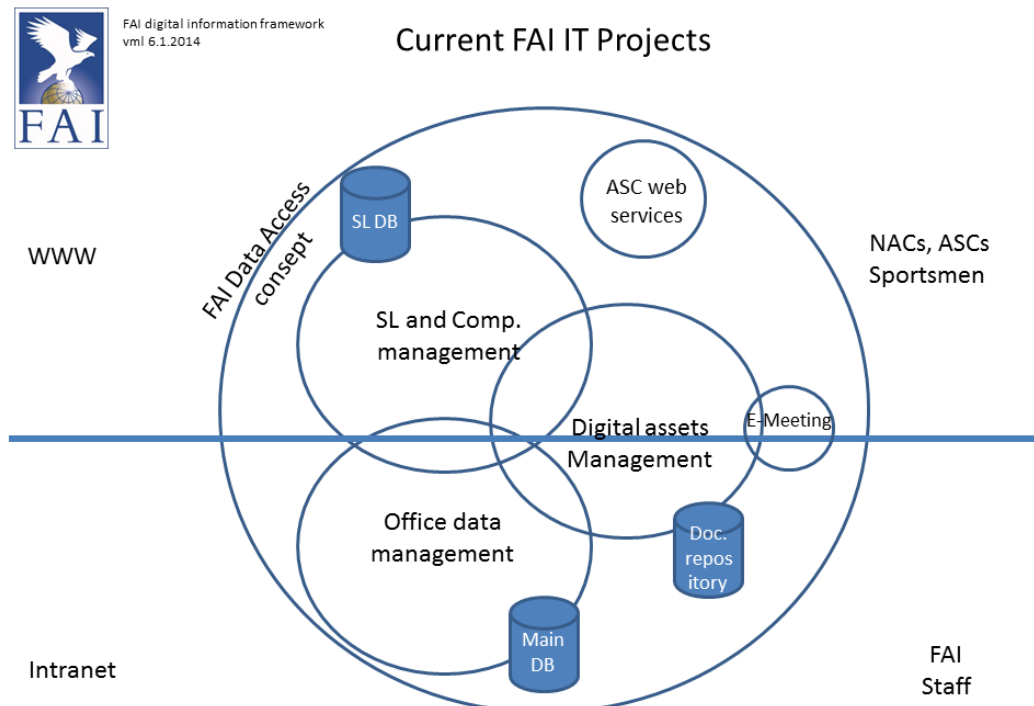 FAI digital information framework
vml 6.1.2014
FAI
Current FAI IT Projects
ASC web
services
SL DB
FAI Data Access
consept
WWW
NACs, ASCs
Sportsmen
SL and Comp.
management
E-Meeting
Digital assets
Management
Office data
management
Doc.
repos
itory
Main
DB
Intranet
FAI
Staff